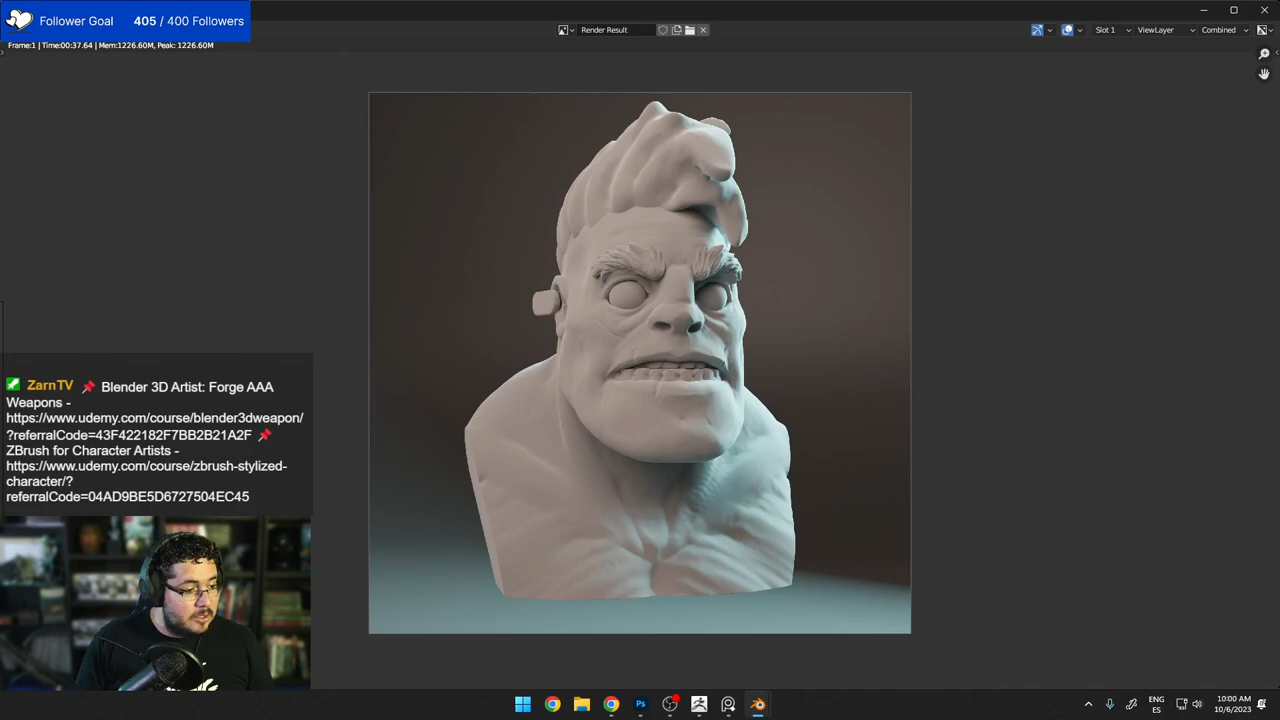 Follower Goal 405 / 400 Followers
Frame:1 | Time:00:37.64 | Mem:1226.60M, Peak: 1226.60M
Render Result
Slot 1
ViewLayer
Combined
ZarnTV 📌 Blender 3D Artist: Forge AAA
Weapons -
https://www.udemy.com/course/blender3dweapon/
?referralCode=43F422182F7BB2B21A2F 📌
ZBrush for Character Artists -
https://www.udemy.com/course/zbrush-stylized-
character/?
referralCode=04AD9BE5D6727504EC45
Ps
ENG
ES
10:00 AM
10/6/2023